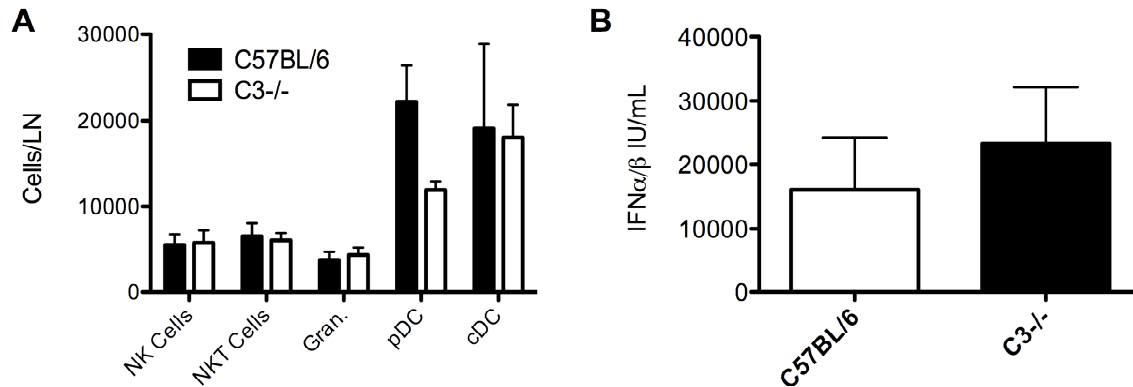 A
Cells/LN
30000
20000
10000
0
C57BL/6
C3-/-
NK Cells
NKT Cells
Gran.
pDC
cDC
B
IFNα/β IU/mL
40000
30000
20000
10000
0
C57BL/6
C3-/-